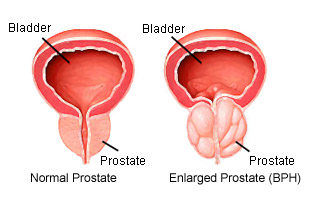 Bladder
Bladder
Prostate
Prostate
Normal Prostate
Enlarged Prostate (BPH)